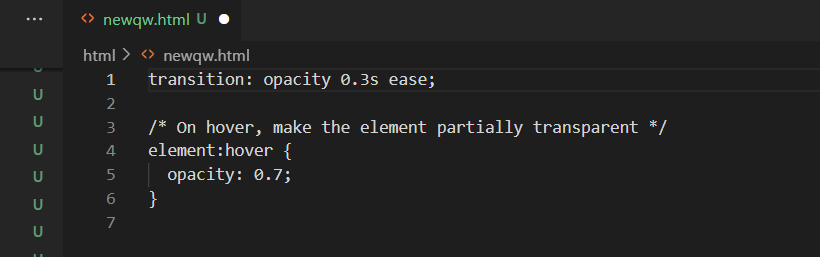 ... newqw.html U
html > newqw.html
U 1 transition: opacity 0.3s ease;
U 2
U 3 /* On hover, make the element partially transparent */
U 4 element:hover {
U 5 opacity: 0.7;
U 6 }
U 7
U